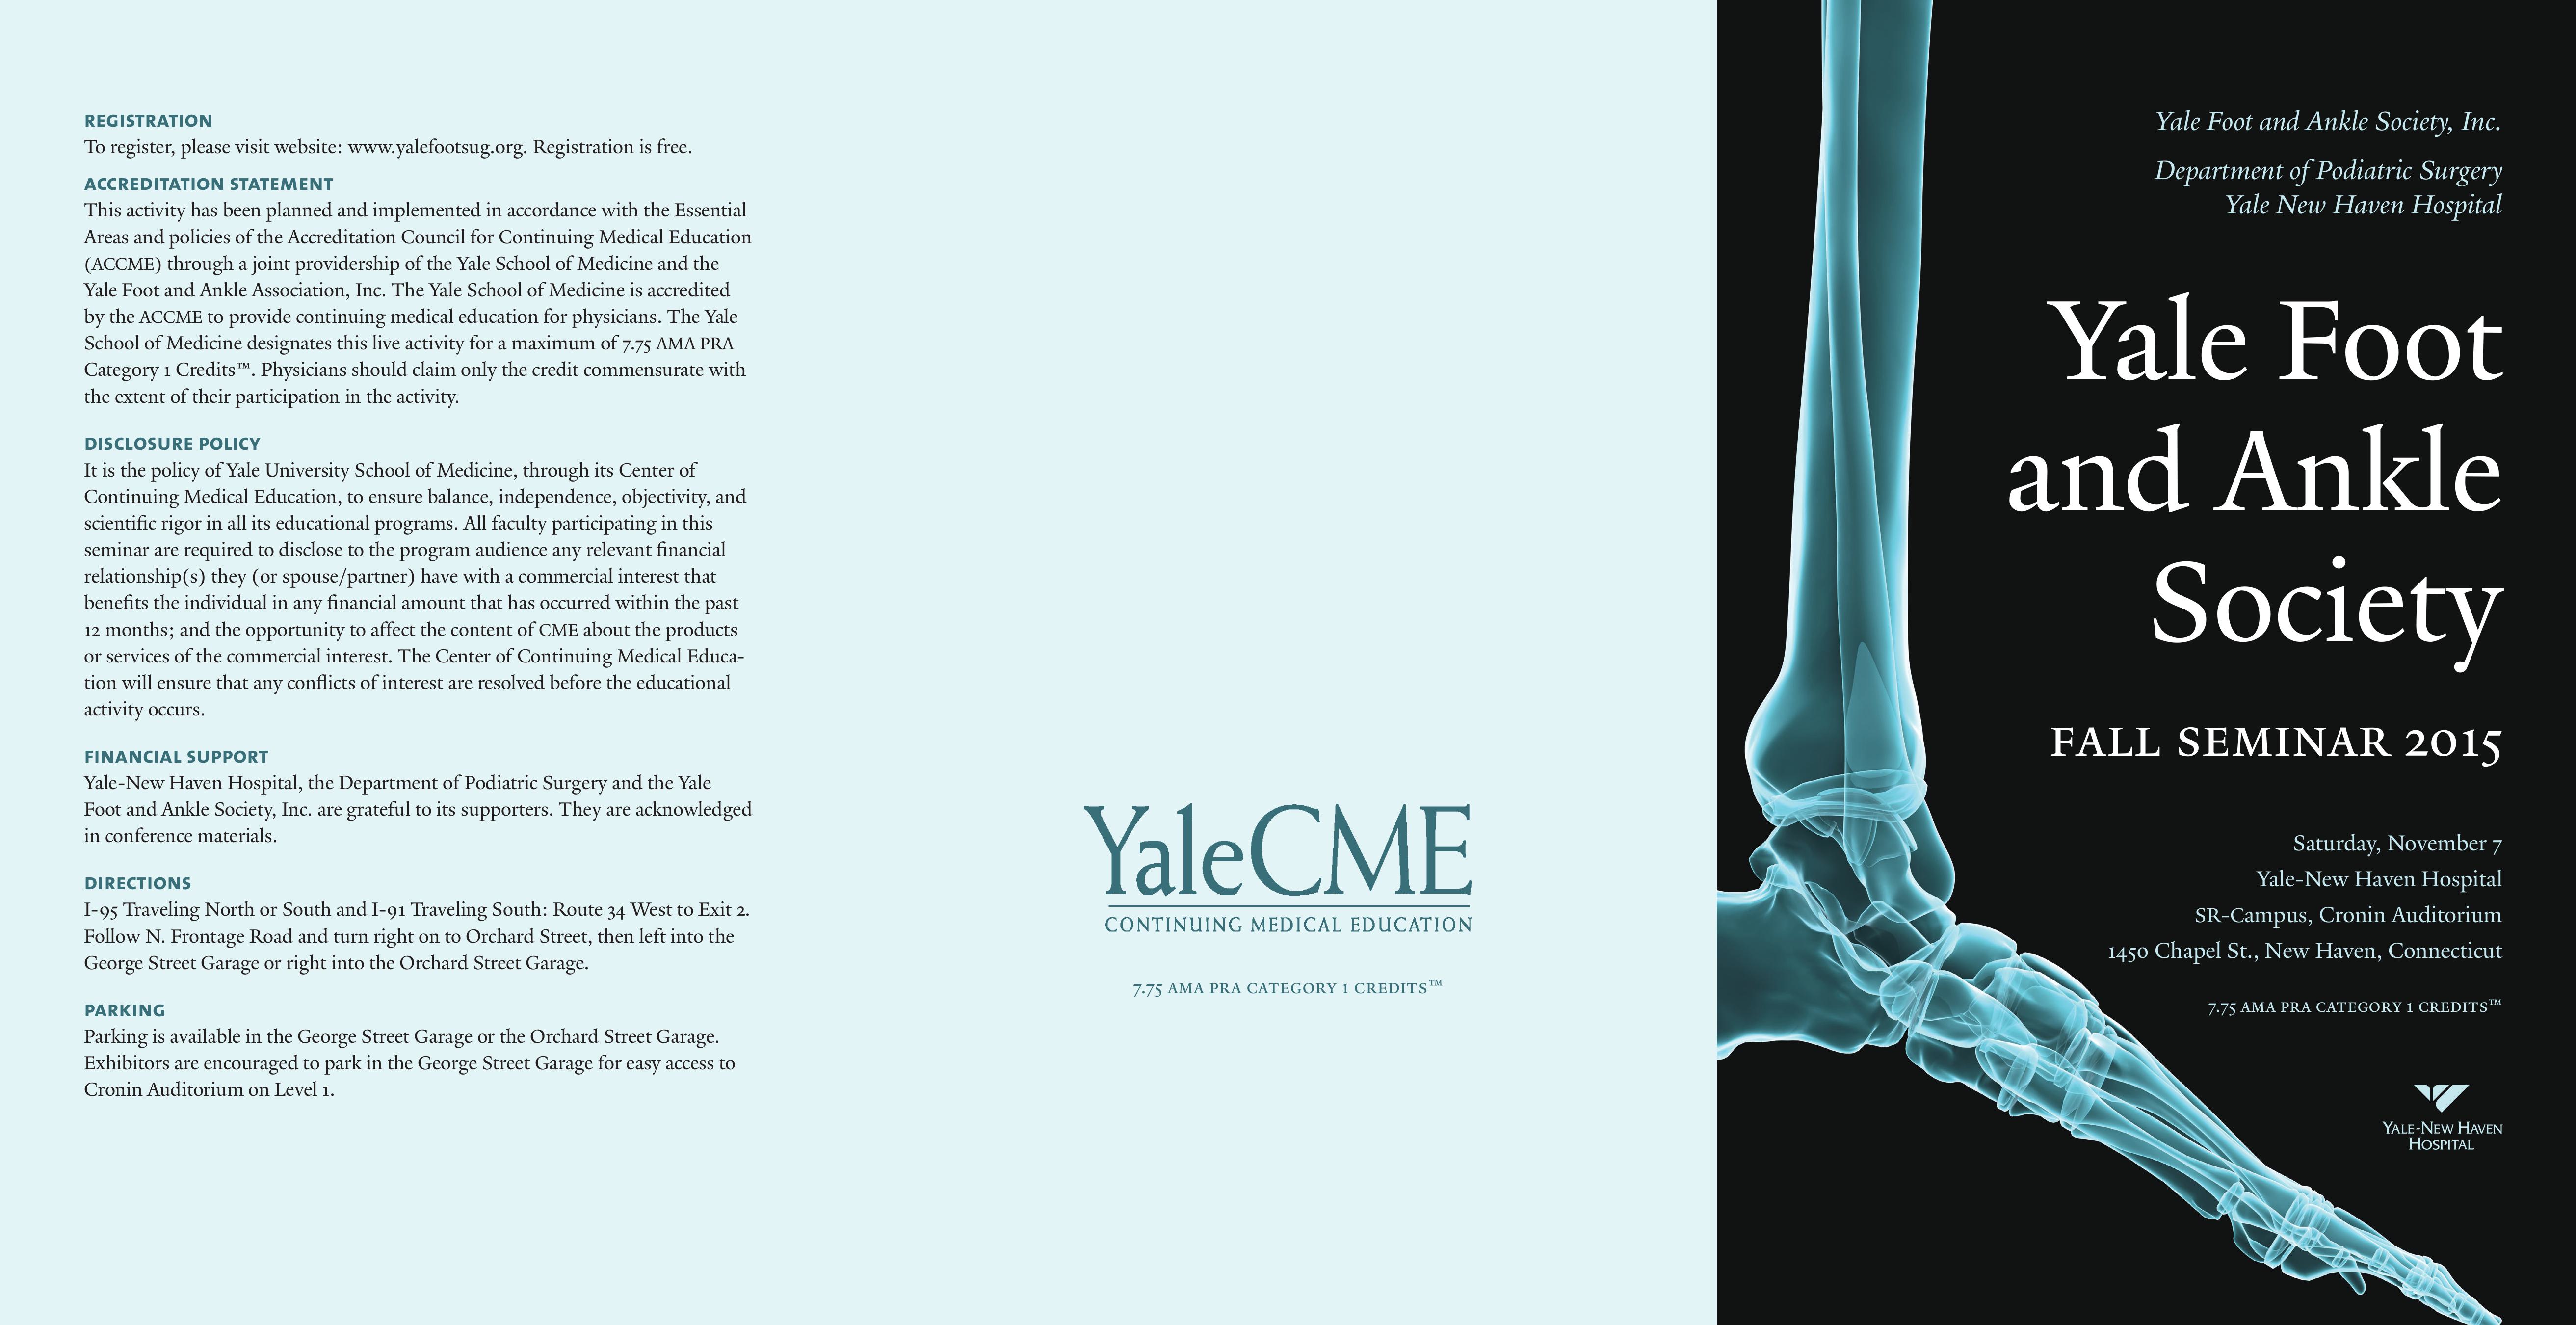 REGISTRATION
To register, please visit website: www.yalefootsug.org. Registration is free.
ACCREDITATION STATEMENT
This activity has been planned and implemented in accordance with the Essential
Areas and policies of the Accreditation Council for Continuing Medical Education
(ACCME) through a joint providership of the Yale School of Medicine and the
Yale Foot and Ankle Association, Inc. The Yale School of Medicine is accredited
by the ACCME to provide continuing medical education for physicians. The Yale
School of Medicine designates this live activity for a maximum of 7.75 AMA PRA
Category 1 Credits™. Physicians should claim only the credit commensurate with
the extent of their participation in the activity.
DISCLOSURE POLICY
It is the policy of Yale University School of Medicine, through its Center of
Continuing Medical Education, to ensure balance, independence, objectivity, and
scientific rigor in all its educational programs. All faculty participating in this
seminar are required to disclose to the program audience any relevant financial
relationship(s) they (or spouse/partner) have with a commercial interest that
benefits the individual in any financial amount that has occurred within the past
12 months; and the opportunity to affect the content of CME about the products
or services of the commercial interest. The Center of Continuing Medical Educa-
tion will ensure that any conflicts of interest are resolved before the educational
activity occurs.
FINANCIAL SUPPORT
Yale-New Haven Hospital, the Department of Podiatric Surgery and the Yale
Foot and Ankle Society, Inc. are grateful to its supporters. They are acknowledged
in conference materials.
DIRECTIONS
I-95 Traveling North or South and I-91 Traveling South: Route 34 West to Exit 2.
Follow N. Frontage Road and turn right on to Orchard Street, then left into the
George Street Garage or right into the Orchard Street Garage.
PARKING
Parking is available in the George Street Garage or the Orchard Street Garage.
Exhibitors are encouraged to park in the George Street Garage for easy access to
Cronin Auditorium on Level 1.
YaleCME
CONTINUING MEDICAL EDUCATION
7.75 AMA PRA CATEGORY 1 CREDITS™
Yale Foot and Ankle Society, Inc.
Department of Podiatric Surgery
Yale New Haven Hospital
Yale Foot
and Ankle
Society
FALL SEMINAR 2015
Saturday, November 7
Yale-New Haven Hospital
SR-Campus, Cronin Auditorium
1450 Chapel St., New Haven, Connecticut
7.75 AMA PRA CATEGORY 1 CREDITS™
YALE-NEW HAVEN
HOSPITAL